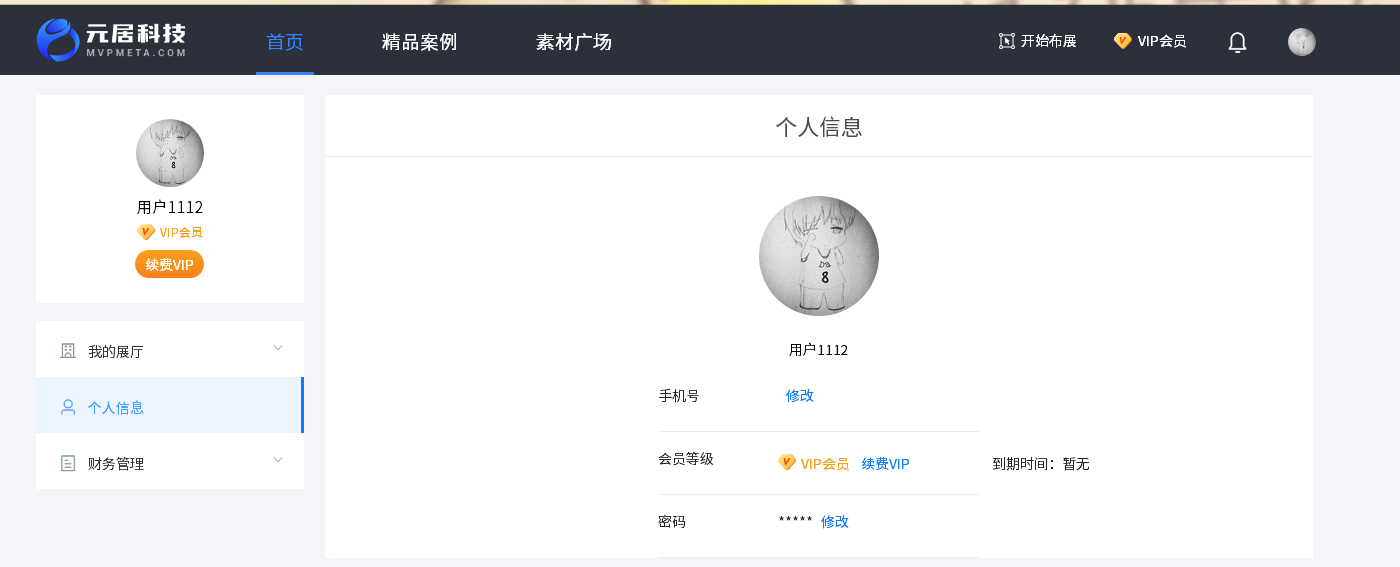 元居科技
MVPMETA.COM
首页 精品案例 素材广场 开始布展 VIP会员
用户1112
VIP会员
续费VIP
我的展厅
个人信息
财务管理
个人信息
8
用户1112
手机号 修改
会员等级 VIP会员 续费VIP 到期时间：暂无
密码 ***** 修改